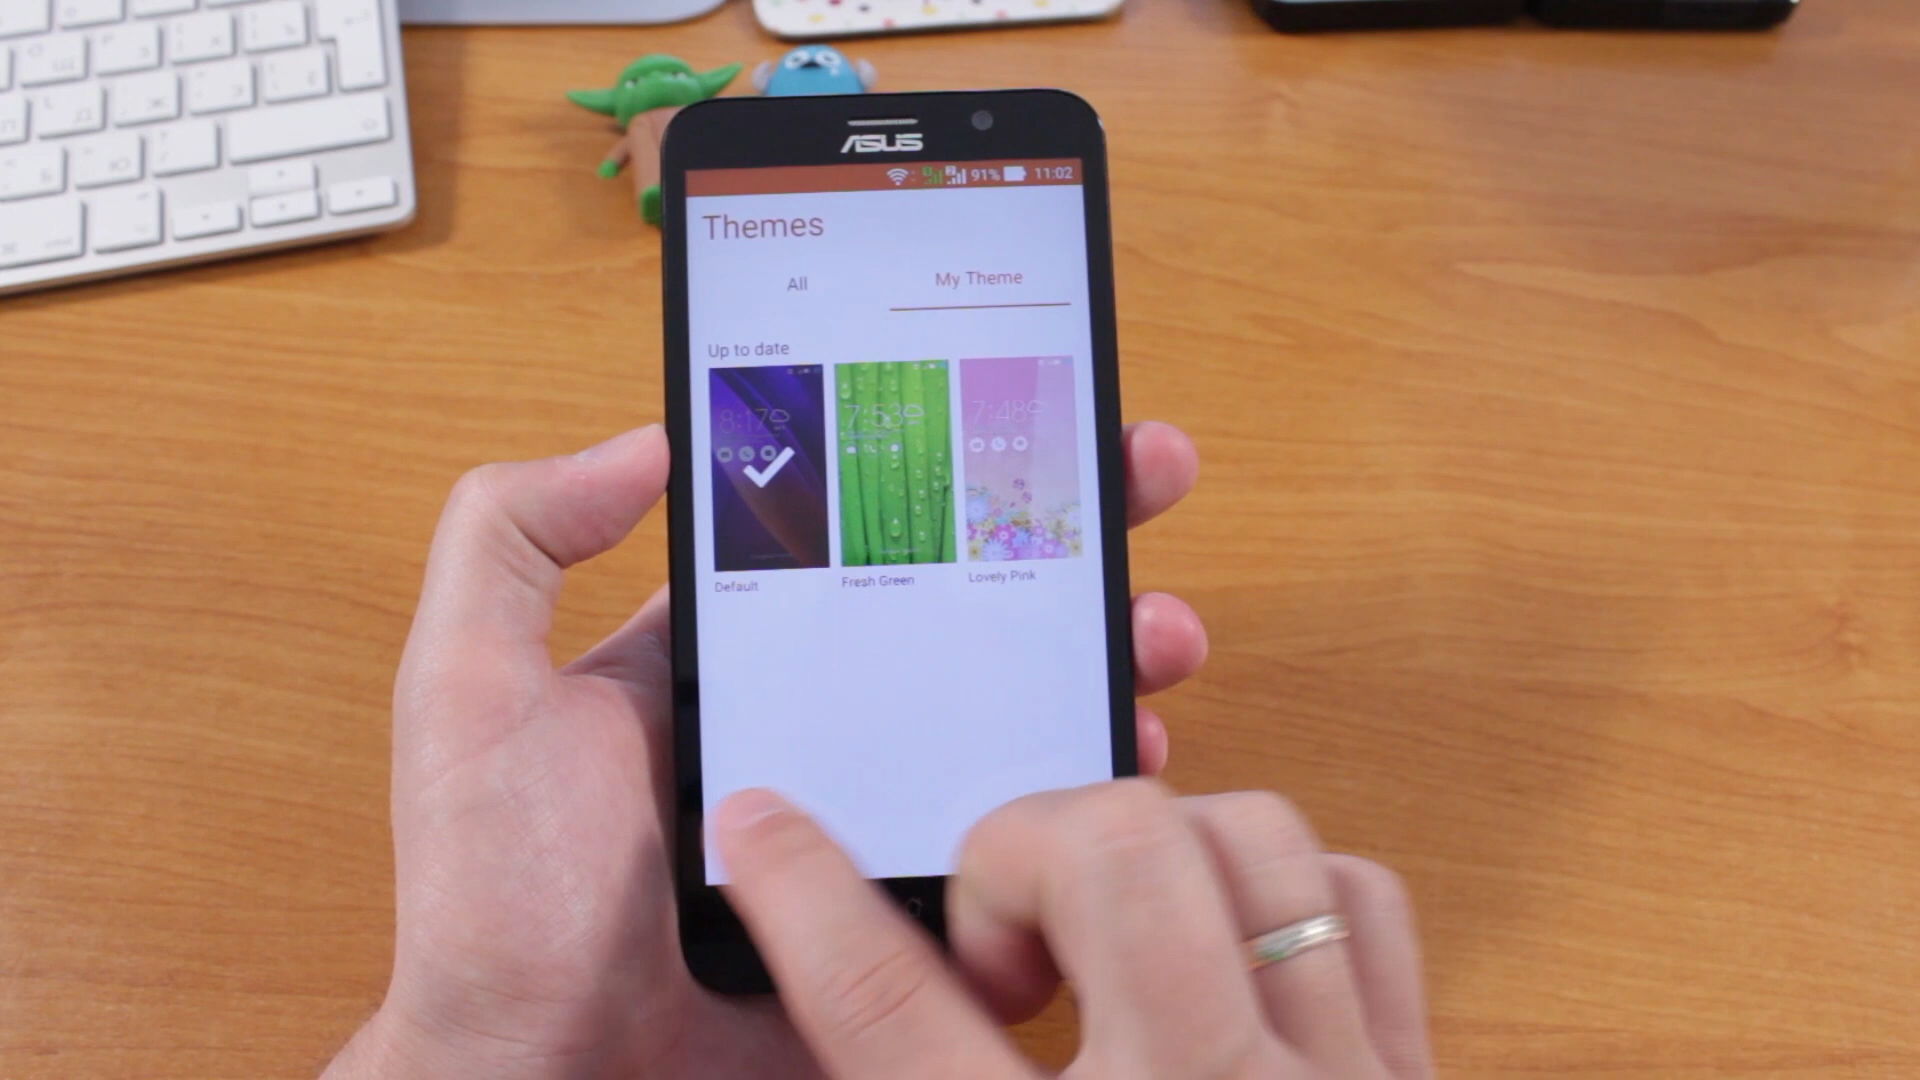 ASUS
91% 11:02
Themes
All My Theme
Up to date
8:17 7:53 7:48
Default Fresh Green Lovely Pink